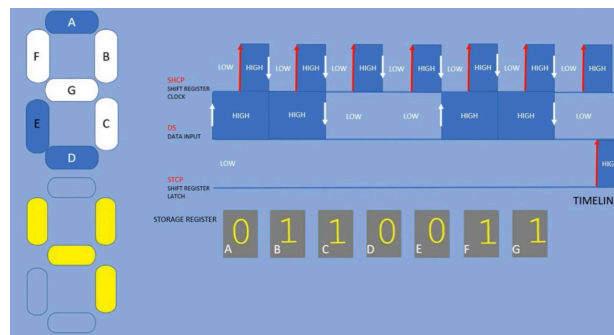 A
F
B
G
E
C
D
LOW HIGH LOW HIGH LOW HIGH LOW HIGH LOW HIGH LOW HIGH LOW HIGH
SHCP
SHIFT REGISTER
CLOCK
HIGH HIGH LOW LOW HIGH HIGH LOW
DS
DATA INPUT
LOW HIGH
STCP
SHIFT REGISTER
LATCH
TIMELIN
STORAGE REGISTER
0 1 1 0 0 1 1
A B C D E F G